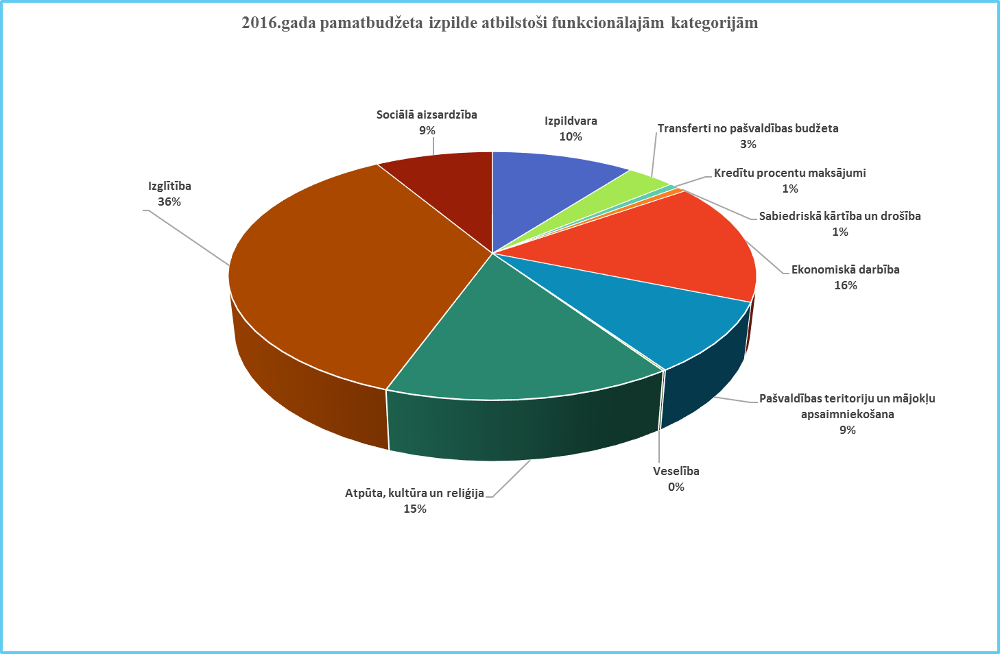 2016.gada pamatbudžeta izpilde atbilstoši funkcionālajām kategorijām
Sociālā aizsardzība
9%
Izpildvara
10%
Transferti no pašvaldības budžeta
3%
Kredītu procentu maksājumi
1%
Izglītība
36%
Sabiedriskā kārtība un drošība
1%
Ekonomiskā darbība
16%
Pašvaldības teritoriju un mājokļu
apsaimniekošana
9%
Veselība
0%
Atpūta, kultūra un reliģija
15%